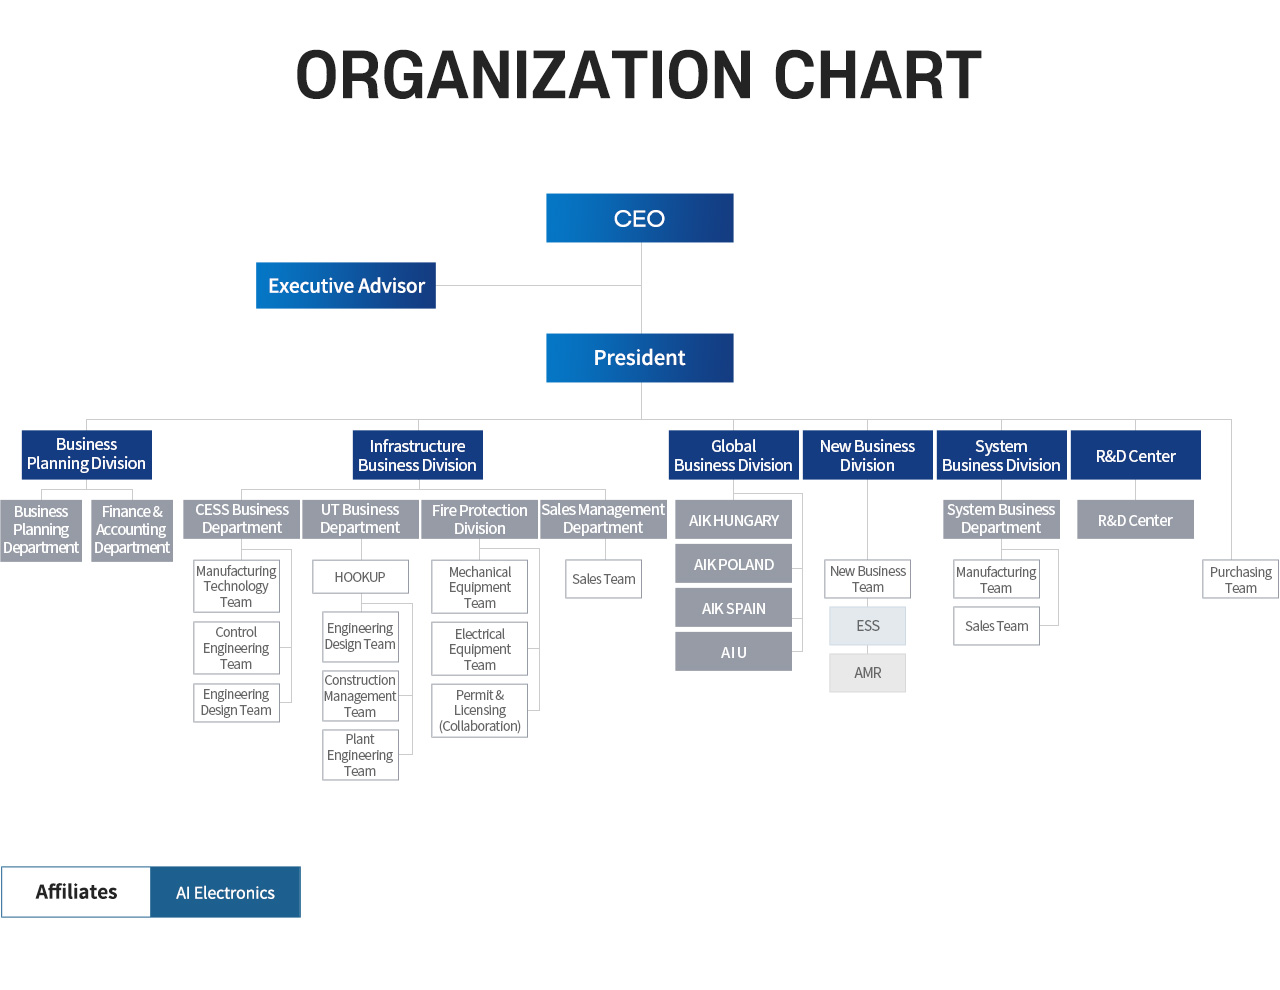 ORGANIZATION CHART
CEO
Executive Advisor
President
Business
Planning Division
Infrastructure
Business Division
Global
Business Division
New Business
Division
System
Business Division
R&D Center
Business
Planning
Department
Finance &
Accounting
Department
CESS Business
Department
UT Business
Department
Fire Protection
Division
Sales Management
Department
AIK HUNGARY
AIK POLAND
AIK SPAIN
AI U
System Business
Department
R&D Center
Manufacturing
Technology
Team
Control
Engineering
Team
Engineering
Design Team
HOOKUP
Engineering
Design Team
Construction
Management
Team
Plant
Engineering
Team
Mechanical
Equipment
Team
Electrical
Equipment
Team
Permit &
Licensing
(Collaboration)
Sales Team
New Business
Team
ESS
AMR
Manufacturing
Team
Sales Team
Purchasing
Team
Affiliates
AI Electronics